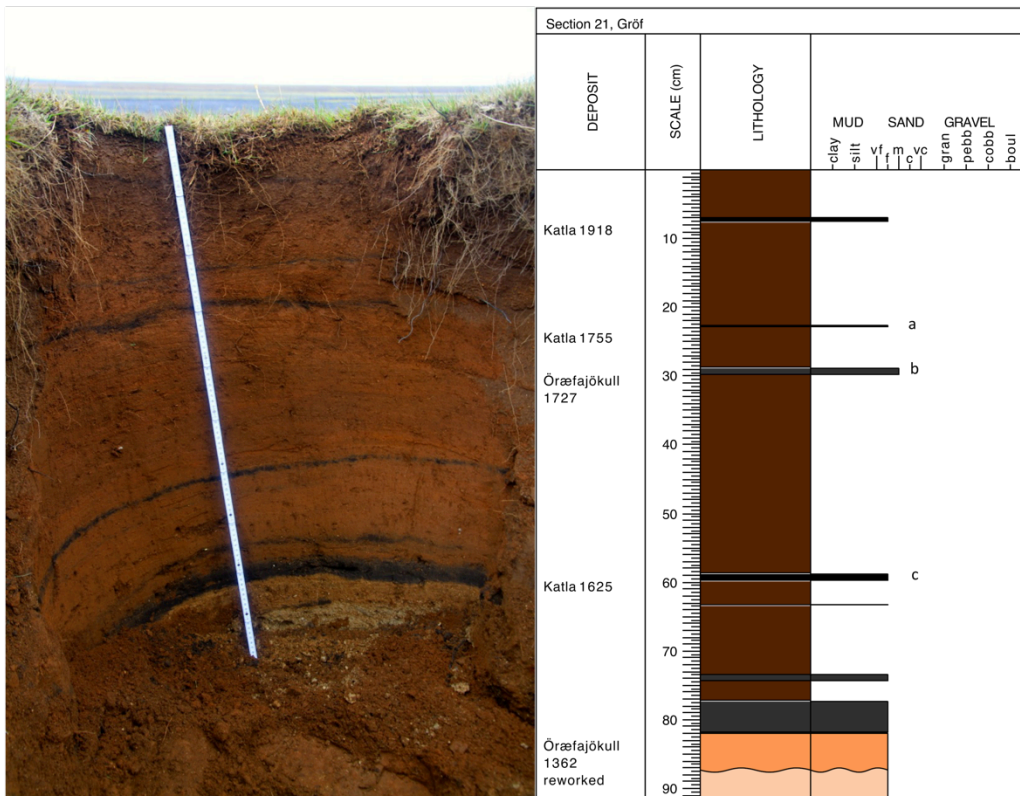 Section 21, Gröf
DEPOSIT
SCALE (cm)
LITHOLOGY
MUD SAND GRAVEL
clay
silt
vf
f
m
c
vc
gran
pebb
cobb
boul
Katla 1918
10
20
a
Katla 1755
b
Öræfajökull
1727
30
40
50
c
Katla 1625
60
70
80
Öræfajökull
1362
reworked
90